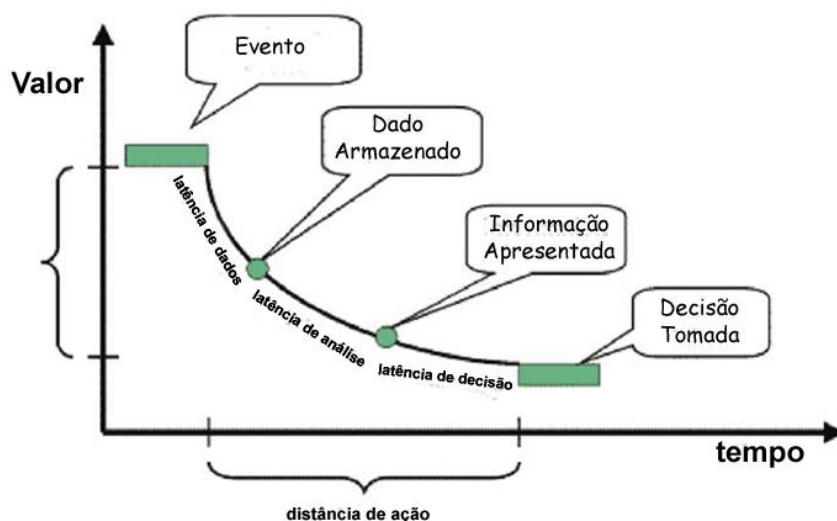 Evento
Valor
Dado
Armazenado
latência de dados
Informação
Apresentada
latência de análise
Decisão
Tomada
latência de decisão
tempo
distância de ação